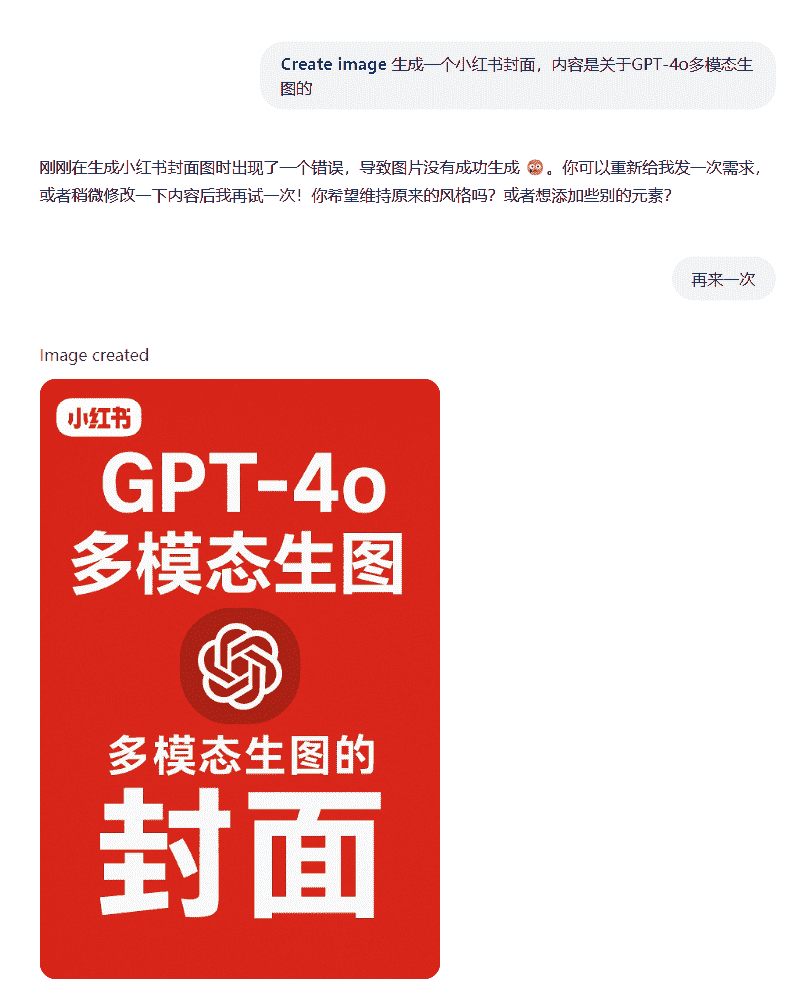 Create image 生成一个小红书封面，内容是关于GPT-4o多模态生
图的
刚刚在生成小红书封面图时出现了一个错误，导致图片没有成功生成 😳。你可以重新给我发一次需求，
或者稍微修改一下内容后我再试一次！你希望维持原来的风格吗？或者想添加些别的元素？
再来一次
Image created
小红书
GPT-4o
多模态生图
多模态生图的
封面